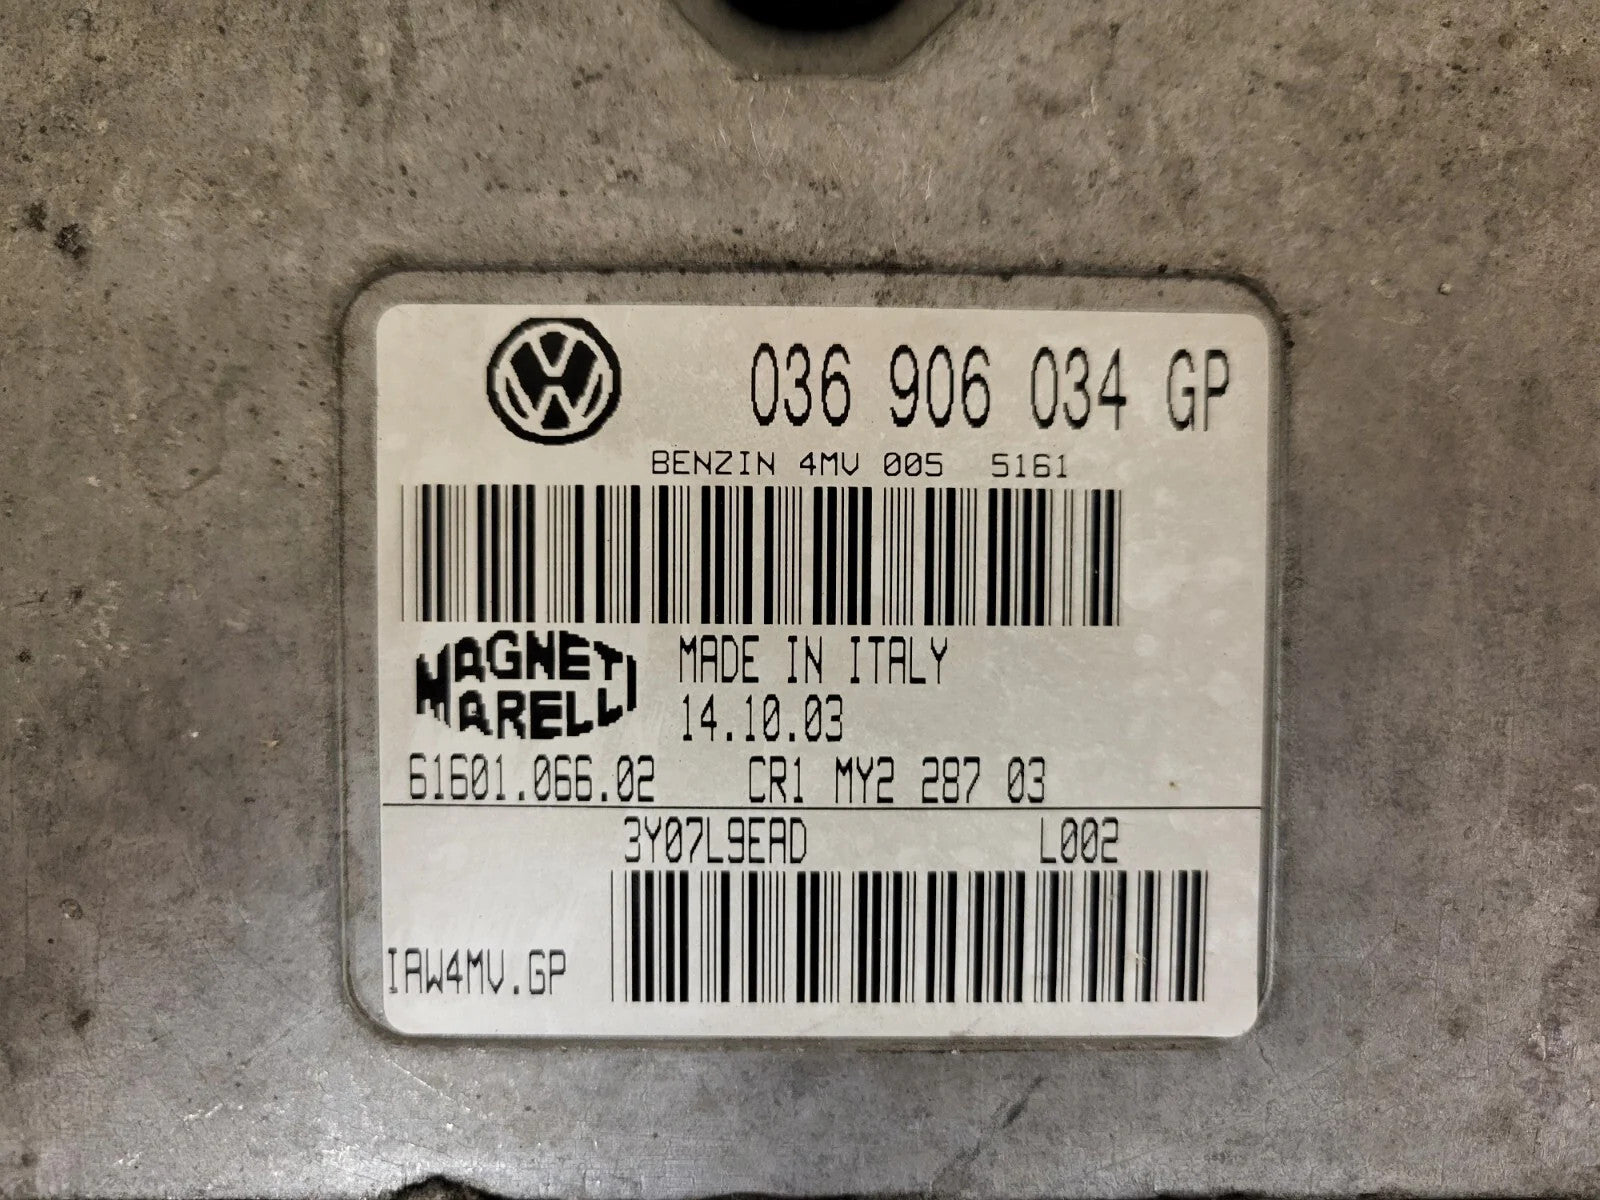 036 906 034 GP
BENZIN 4MV 005 5161
MAGNETI MARELLI
MADE IN ITALY
14.10.03
61601.066.02 CR1 MY2 287 03
3Y07L9EAD L002
IAW4MV.GP